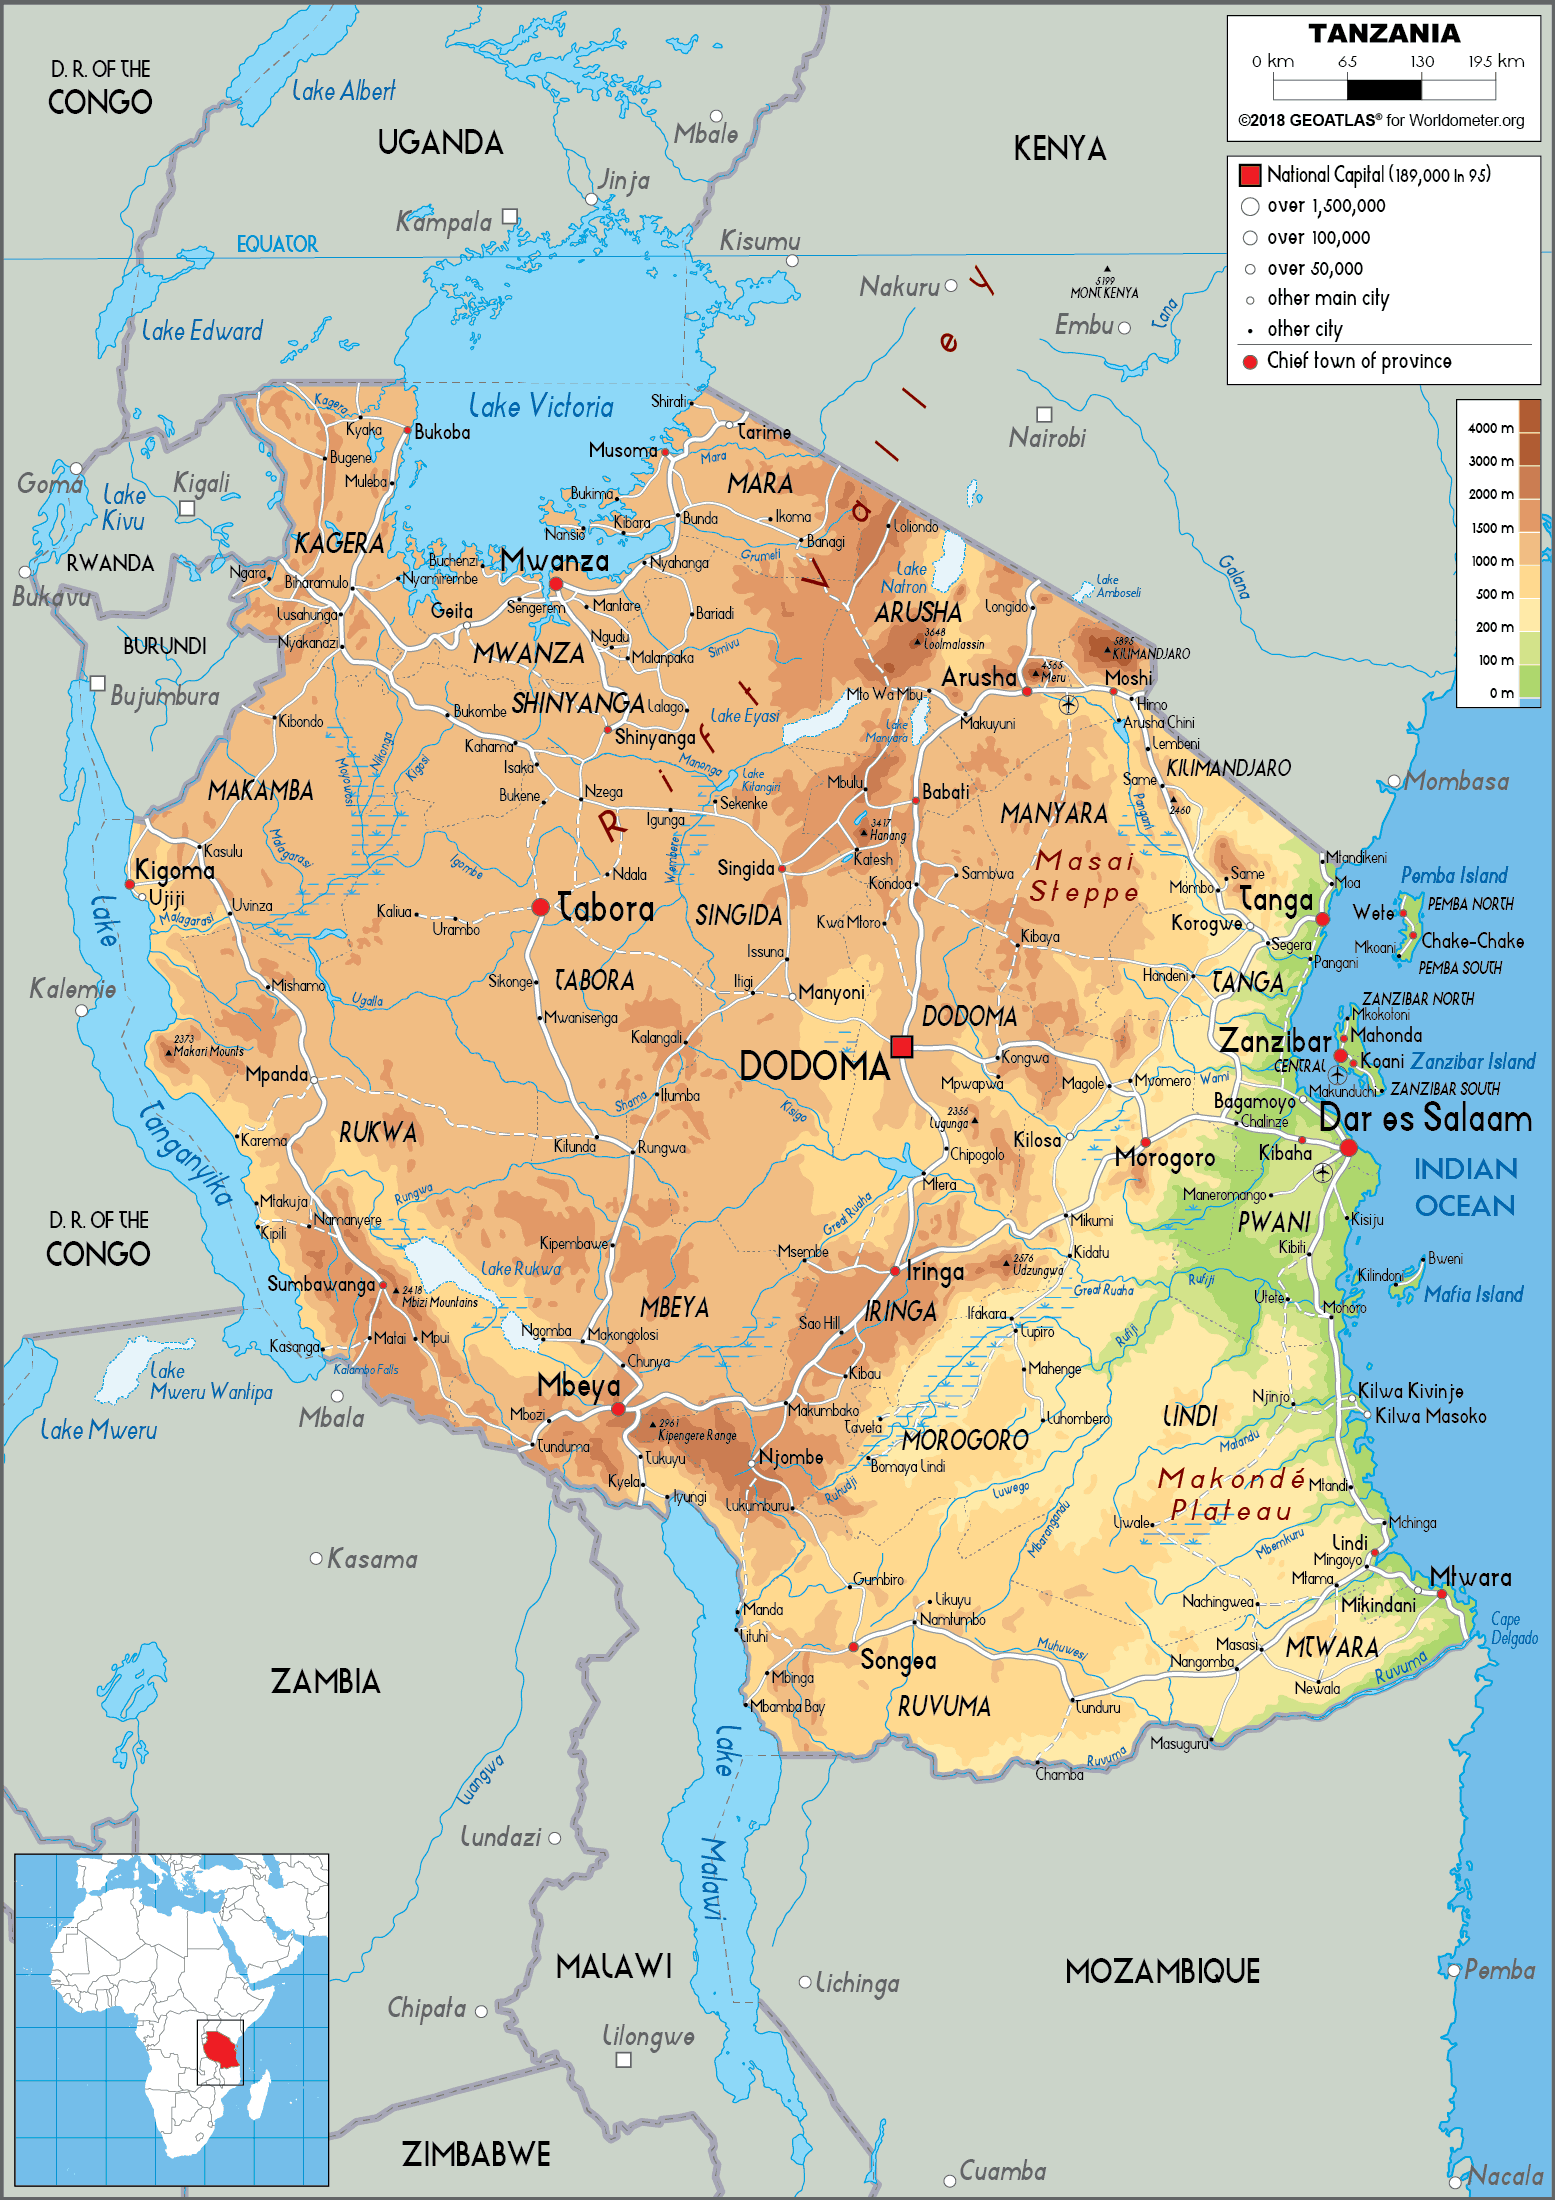 TANZANIA
0 km 65 130 195 km
©2018 GEOATLAS® for Worldometer.org
National Capital (189,000 In 95)
over 1,500,000
over 100,000
over 50,000
other main city
other city
Chief town of province
4000 m
3000 m
2000 m
1500 m
1000 m
500 m
200 m
100 m
0 m
D. R. OF THE
CONGO
Lake Albert
UGANDA
Mbale
KENYA
Jinja
Kampala
EQUATOR
Kisumu
Nakuru
5199
MONT KENYA
Embu
Tana
Lake Edward
Nairobi
Galana
Goma
Lake
Kivu
Kigali
RWANDA
Bukavu
BURUNDI
Bujumbura
Lake Victoria
Kagera
Kyaka
Bukoba
Bugene
Muleba
KAGERA
Ngara
Biharamulo
Lusahunga
Nyakanazi
Shirati
Tarime
Musoma
Mara
MARA
Bukima
Nansio
Kibara
Bunda
Ikoma
Banagi
Grumeti
Loliondo
Buchenzi
Nyamirembe
Mwanza
Nyahanga
Geita
Sengerem
Mantare
Bariadi
Ngudu
Malanpaka
MWANZA
Simivu
SHINYANGA
Lalago
Shinyanga
Lake Eyasi
Rift Valley
Lake
Natron
ARUSHA
3648
Loolmalassin
Longido
Lake
Amboseli
5895
KILIMANDJARO
4565
Meru
Arusha
Moshi
Mto Wa Mbu
Makuyuni
Lake
Manyara
Himo
Arusha Chini
Lembeni
Same
KILIMANDJARO
2460
Pangani
Mombasa
Kibondo
Bukombe
Kahama
Isaka
Bukene
Nzega
Igunga
Manonga
Lake
Kitangiri
Sekenke
Nikonga
Moyowosi
Kigosi
MAKAMBA
Malagarasi
Igombe
Wembere
Mbulu
Babati
3417
Hanang
Katesh
MANYARA
Masai
Steppe
Kasulu
Kigoma
Ujiji
Malagarasi
Uvinza
Kaliua
Urambo
Tabora
Ndala
Singida
SINGIDA
Kondoa
Sambwa
Kwa Mtoro
Kibaya
Mombo
Same
Korogwe
Tanga
Mtandikeni
Moa
Segera
Pangani
Handeni
TANGA
Pemba Island
PEMBA NORTH
Wete
Chake-Chake
Mkoani
PEMBA SOUTH
Lake
Tanganyika
Kalemie
Mishamo
Ugalla
Sikonge
TABORA
Mwanisenga
Issuna
Itigi
Manyoni
Kalangali
DODOMA
DODOMA
Kongwa
Mpwapwa
ZANZIBAR NORTH
Mkokotoni
Mahonda
Zanzibar
CENTRAL
Koani
Zanzibar Island
Makunduchi
ZANZIBAR SOUTH
2373
Makari Mounts
Mpanda
Magole
Mvomero
Wami
Bagamoyo
Chalinze
Dar es Salaam
Kibaha
Morogoro
Kilosa
2356
Lugunga
Chipogolo
Mtera
Kisigo
Shama
Itumba
Karema
RUKWA
Kitunda
Rungwa
INDIAN
OCEAN
Maneromango
PWANI
Kisiju
Mtakuja
Kipili
Namanyere
Rungwa
Great Ruaha
Mikumi
Kidatu
Kibiti
D. R. OF THE
CONGO
Kipembawe
Msembe
Iringa
2576
Udzungwa
Great Ruaha
Rufiji
Utete
Bweni
Kilindoni
Mafia Island
Sumbawanga
2418
Mbizi Mountains
Lake Rukwa
MBEYA
IRINGA
Ifakara
Lupiro
Rufiji
Mohoro
Sao Hill
Ngomba
Makongolosi
Kasanga
Matai
Mpui
Kalambo Falls
Chunya
Kibau
Mahenge
Lake
Mweru Wantipa
Mbala
Lake Mweru
Mbeya
Mbozi
Tunduma
2961
Kipengere Range
Makumbako
Taveta
Luhombero
Njinjo
Kilwa Kivinje
Kilwa Masoko
LINDI
MOROGORO
Matandu
Tukuyu
Kyela
Iyungi
Njombe
Bomaya Lindi
Ruhudji
Lukumburu
Luwego
Mbarangandu
Makondé
Plateau
Mtandi
Liwale
Mchinga
Mbemkuru
Lindi
Mingoyo
Mtama
Mtwara
Mikindani
Kasama
Gumbiro
Likuyu
Namtumbo
Manda
Lituhi
Nachingwea
Masasi
MTWARA
Nangomba
Newala
Cape
Delgado
Ruvuma
Songea
Muhuwesi
Mbinga
Mbamba Bay
RUVUMA
Tunduru
Masuguru
Ruvuma
Chamba
ZAMBIA
Luangwa
Lundazi
Lake
Malawi
MALAWI
MOZAMBIQUE
Chipata
Lichinga
Lilongwe
Pemba
ZIMBABWE
Cuamba
Nacala